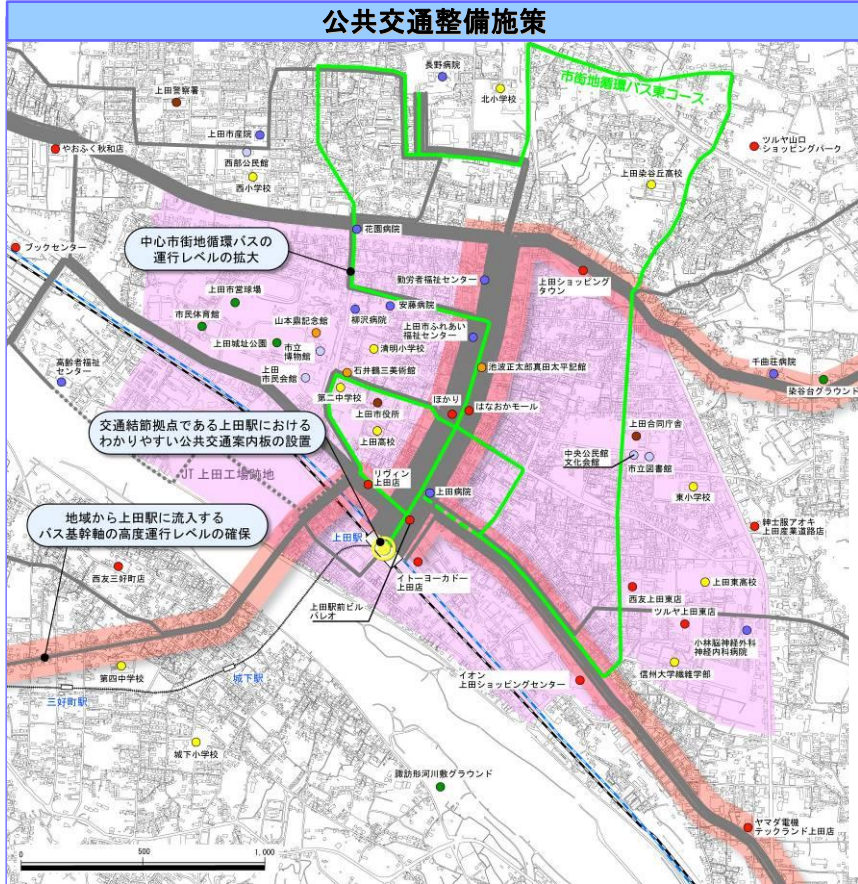 公共交通整備施策
長野病院
北小学校
市街地循環バス東コース
上田警察署
上田市産院
やおふく秋和店
西部公民館
西小学校
ツルヤ山口
ショッピングパーク
上田染谷丘高校
花園病院
中心市街地循環バスの
運行レベルの拡大
ブックセンター
勤労者福祉センター
上田ショッピング
タウン
上田市営球場
市民体育館
安藤病院
柳沢病院
山本鼎記念館
上田市ふれあい
福祉センター
上田城址公園
市立
博物館
清明小学校
高齢者福祉
センター
上田
市民会館
石井鶴三美術館
池波正太郎真田太平記館
千曲荘病院
染谷台グラウンド
第二中学校
ほかり
はなおかモール
上田市役所
上田高校
交通結節拠点である上田駅における
わかりやすい公共交通案内板の設置
上田合同庁舎
中央公民館
文化会館
市立図書館
JT 上田工場跡地
リヴィン
上田店
上田病院
東小学校
地域から上田駅に流入する
バス基幹軸の高度運行レベルの確保
上田駅
紳士服アオキ
上田産業道路店
西友三好町店
イトーヨーカドー
上田店
上田東高校
西友上田東店
上田駅前ビル
パレオ
ツルヤ上田東店
小林脳神経外科
神経内科病院
第四中学校
城下駅
信州大学繊維学部
イオン
上田ショッピングセンター
三好町駅
城下小学校
諏訪形河川敷グラウンド
ヤマダ電機
テックランド上田店
0 500 1,000